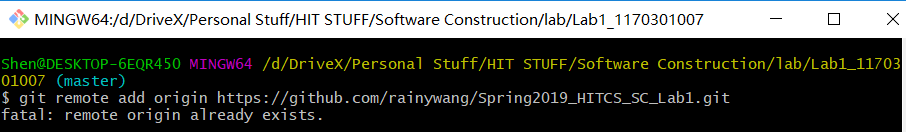 MINGW64:/d/DriveX/Personal Stuff/HIT STUFF/Software Construction/lab/Lab1_1170301007
Shen@DESKTOP-6EQR450 MINGW64 /d/DriveX/Personal Stuff/HIT STUFF/Software Construction/lab/Lab1_11703
01007 (master)
$ git remote add origin https://github.com/rainywang/Spring2019_HITCS_SC_Lab1.git
fatal: remote origin already exists.